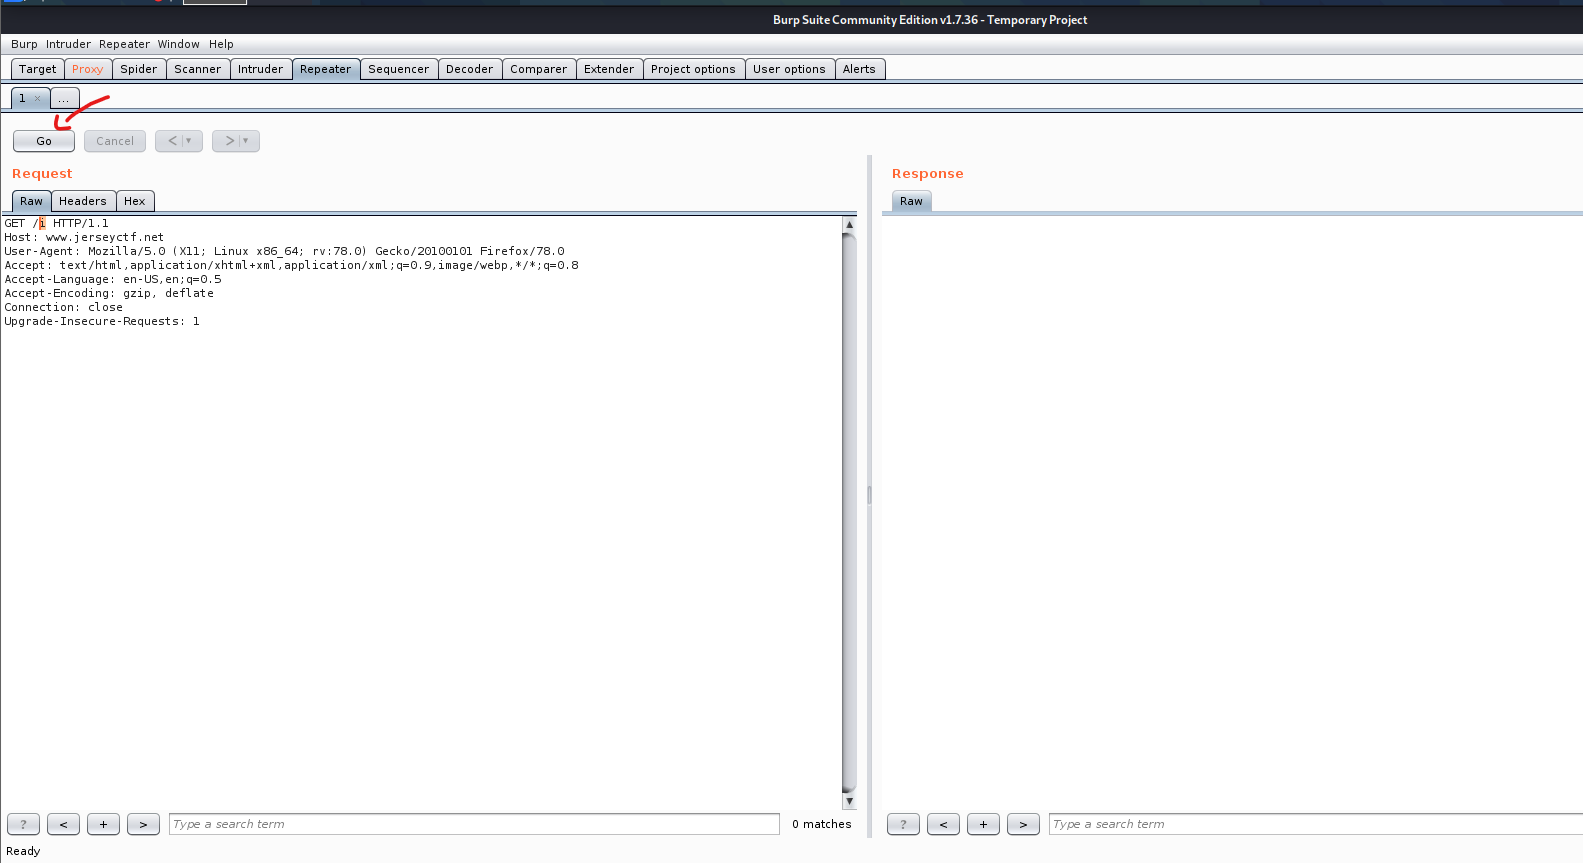 Burp Suite Community Edition v1.7.36 - Temporary Project
Burp Intruder Repeater Window Help
Target Proxy Spider Scanner Intruder Repeater Sequencer Decoder Comparer Extender Project options User options Alerts
1 × ...
Go Cancel < ▼ > ▼
Request
Raw Headers Hex
GET /i HTTP/1.1
Host: www.jerseyctf.net
User-Agent: Mozilla/5.0 (X11; Linux x86_64; rv:78.0) Gecko/20100101 Firefox/78.0
Accept: text/html,application/xhtml+xml,application/xml;q=0.9,image/webp,*/*;q=0.8
Accept-Language: en-US,en;q=0.5
Accept-Encoding: gzip, deflate
Connection: close
Upgrade-Insecure-Requests: 1
? < + > Type a search term 0 matches
Response
Raw
? < + > Type a search term
Ready